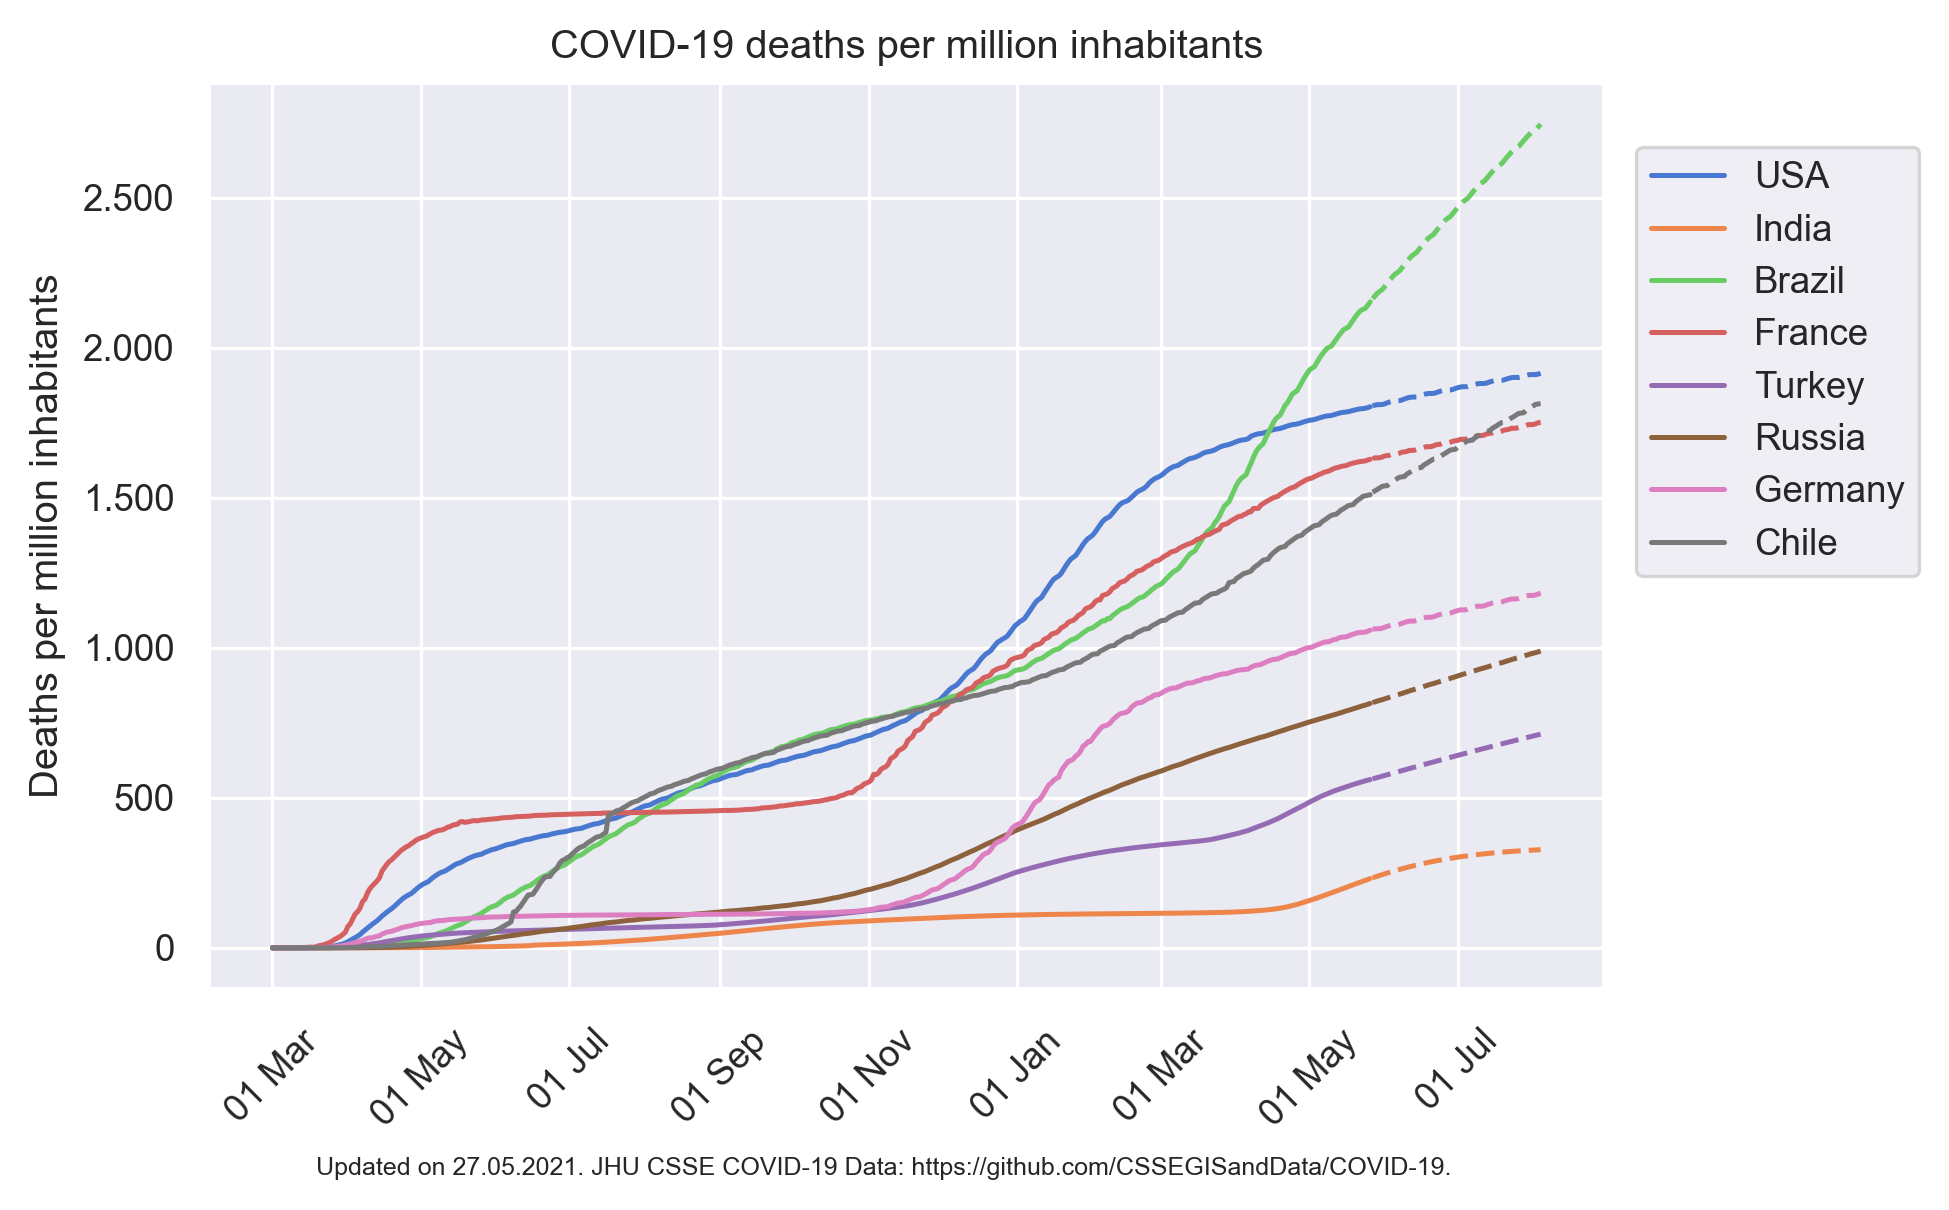 COVID-19 deaths per million inhabitants
Deaths per million inhabitants
2.500
2.000
1.500
1.000
500
0
01 Mar
01 May
01 Jul
01 Sep
01 Nov
01 Jan
01 Mar
01 May
01 Jul
USA
India
Brazil
France
Turkey
Russia
Germany
Chile
Updated on 27.05.2021. JHU CSSE COVID-19 Data: https://github.com/CSSEGISandData/COVID-19.